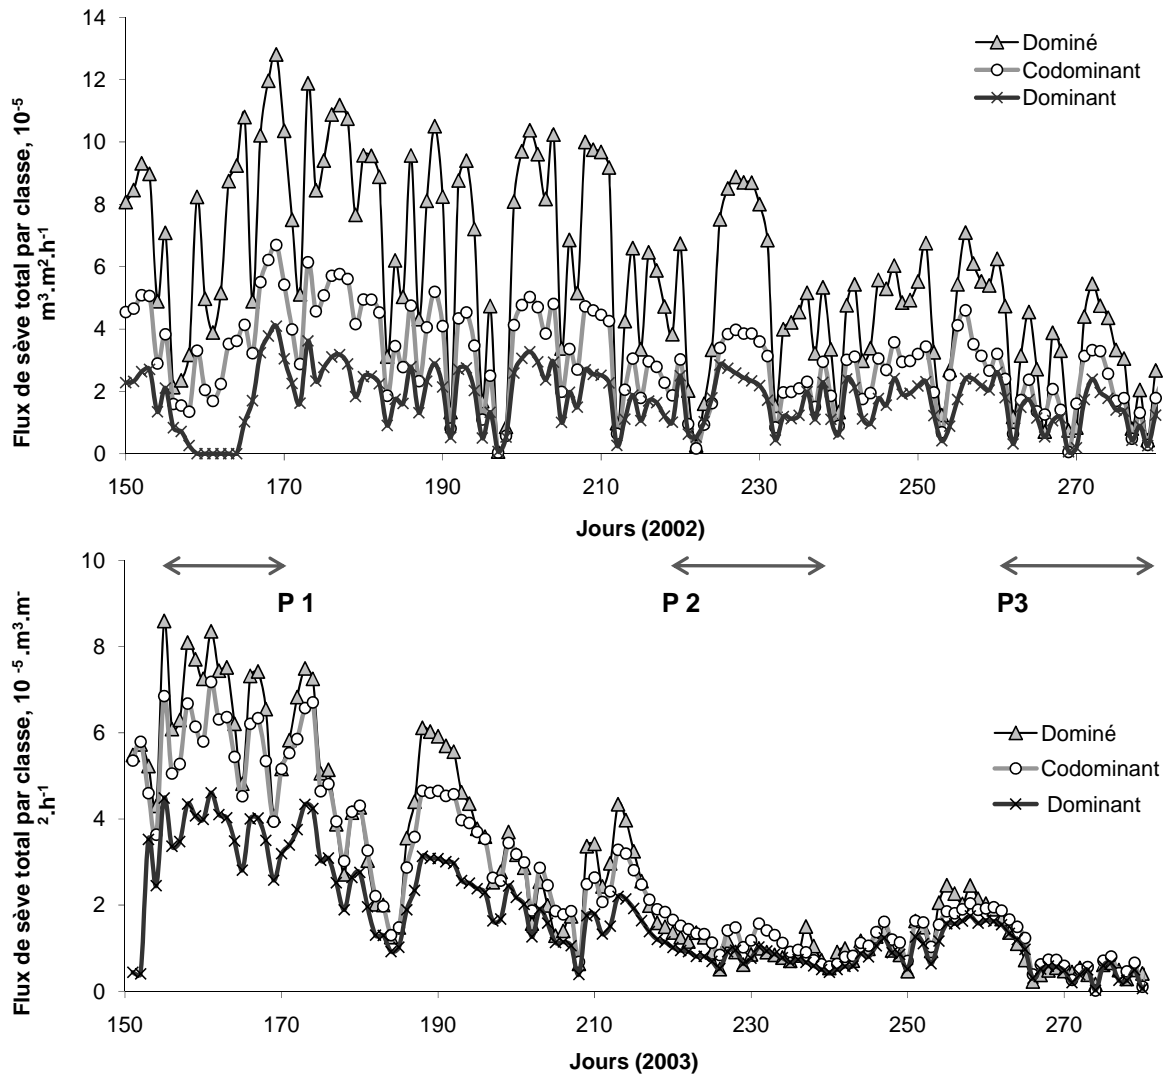 14
12
10
8
6
4
2
0
Flux de sève total par classe, 10⁻⁵
m³.m².h⁻¹
Dominé
Codominant
Dominant
150 170 190 210 230 250 270
Jours (2002)
10
8
6
4
2
0
Flux de sève total par classe, 10 ⁻⁵ .m³.m⁻
².h⁻¹
P 1 P 2 P3
Dominé
Codominant
Dominant
150 170 190 210 230 250 270
Jours (2003)